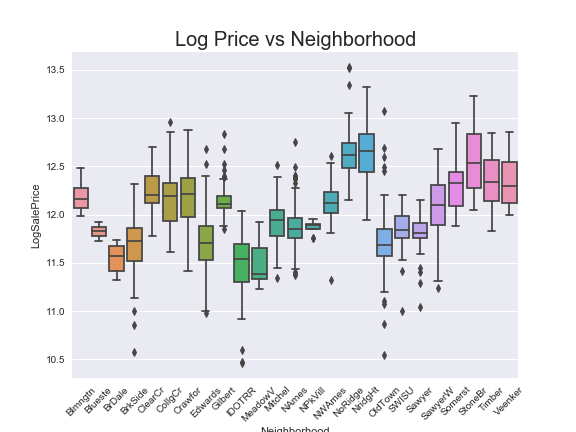 Log Price vs Neighborhood
LogSalePrice
13.5
13.0
12.5
12.0
11.5
11.0
10.5
Blmngtn
Blueste
BrDale
BrkSide
ClearCr
CollgCr
Crawfor
Edwards
Gilbert
IDOTRR
MeadowV
Mitchel
NAmes
NPkVill
NWAmes
NoRidge
NridgHt
OldTown
SWISU
Sawyer
SawyerW
Somerst
StoneBr
Timber
Veenker
Neighborhood